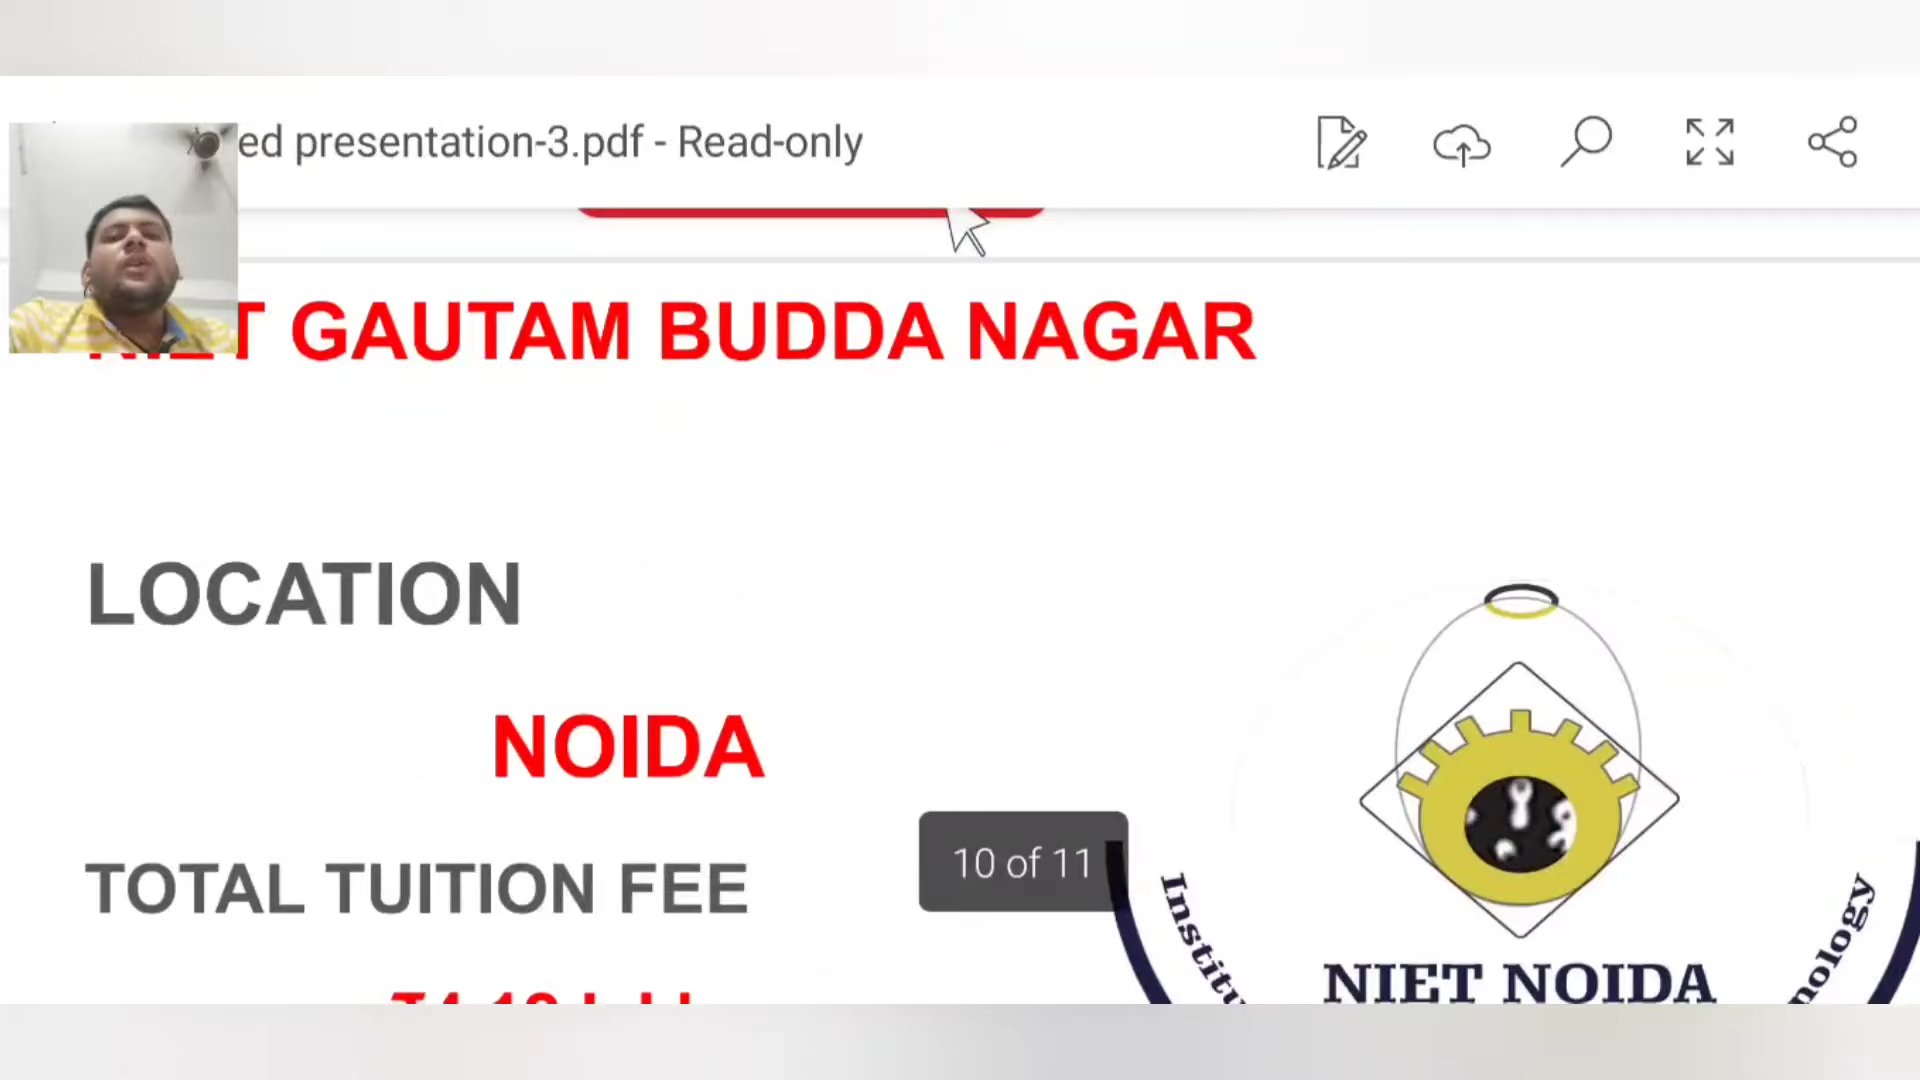 ed presentation-3.pdf - Read-only
NIET GAUTAM BUDDA NAGAR
LOCATION
NOIDA
TOTAL TUITION FEE
10 of 11
NIET NOIDA